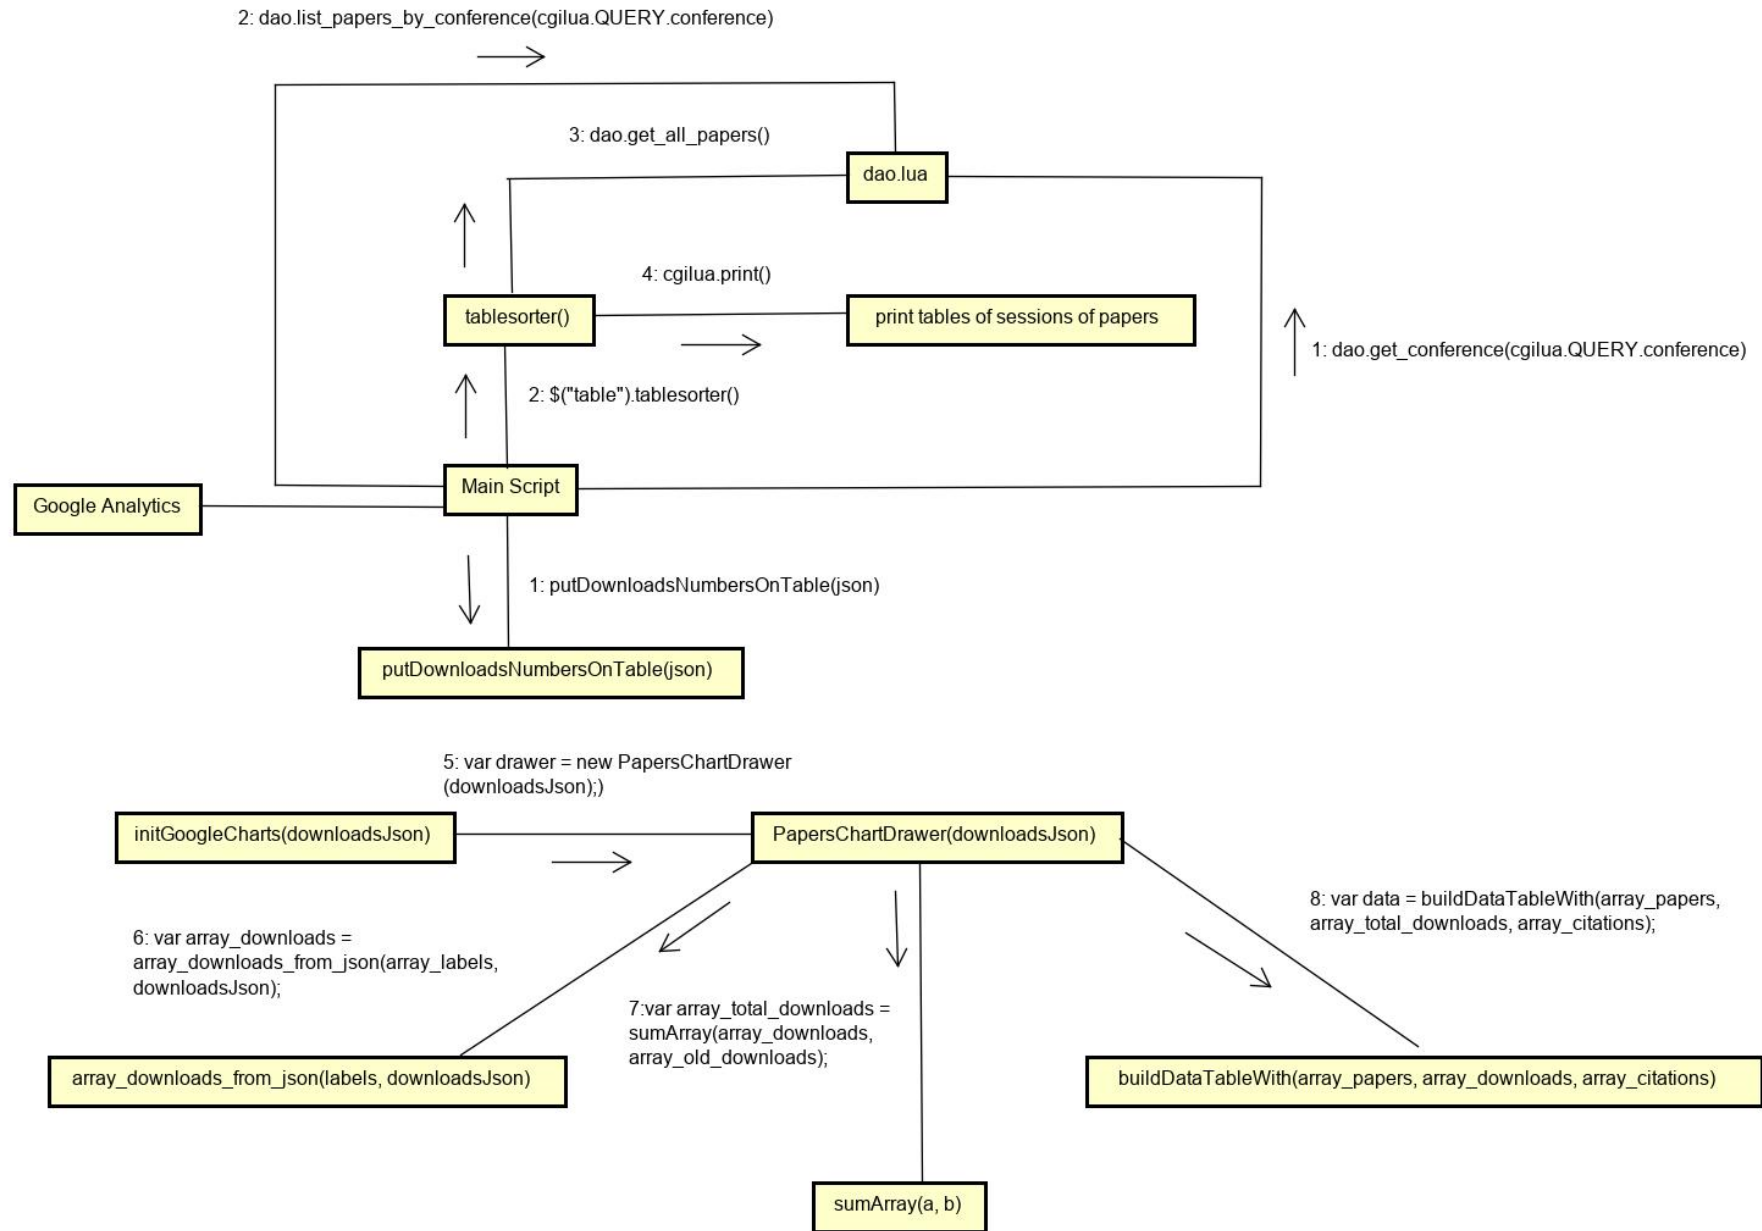 2: dao.list_papers_by_conference(cgilua.QUERY.conference)
3: dao.get_all_papers()
dao.lua
4: cgilua.print()
tablesorter()
print tables of sessions of papers
1: dao.get_conference(cgilua.QUERY.conference)
2: $("table").tablesorter()
Main Script
Google Analytics
1: putDownloadsNumbersOnTable(json)
putDownloadsNumbersOnTable(json)
5: var drawer = new PapersChartDrawer
(downloadsJson);)
initGoogleCharts(downloadsJson)
PapersChartDrawer(downloadsJson)
8: var data = buildDataTableWith(array_papers,
array_total_downloads, array_citations);
6: var array_downloads =
array_downloads_from_json(array_labels,
downloadsJson);
7:var array_total_downloads =
sumArray(array_downloads,
array_old_downloads);
array_downloads_from_json(labels, downloadsJson)
buildDataTableWith(array_papers, array_downloads, array_citations)
sumArray(a, b)